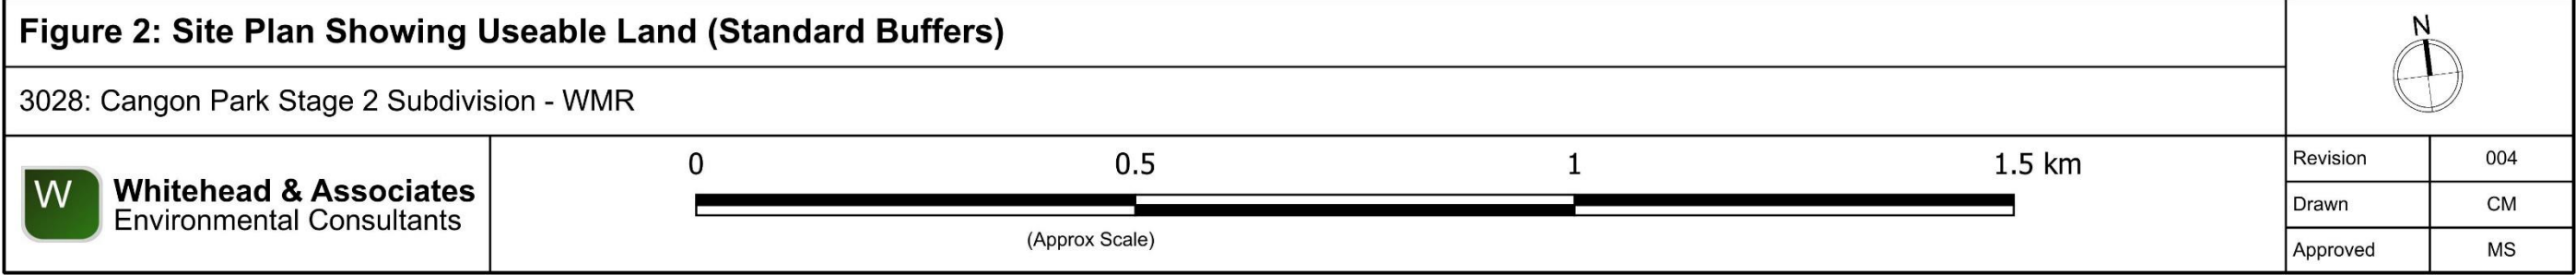 Figure 2: Site Plan Showing Useable Land (Standard Buffers)
N
3028: Cangon Park Stage 2 Subdivision - WMR
W
Whitehead & Associates
Environmental Consultants
0 0.5 1 1.5 km
(Approx Scale)
Revision 004
Drawn CM
Approved MS